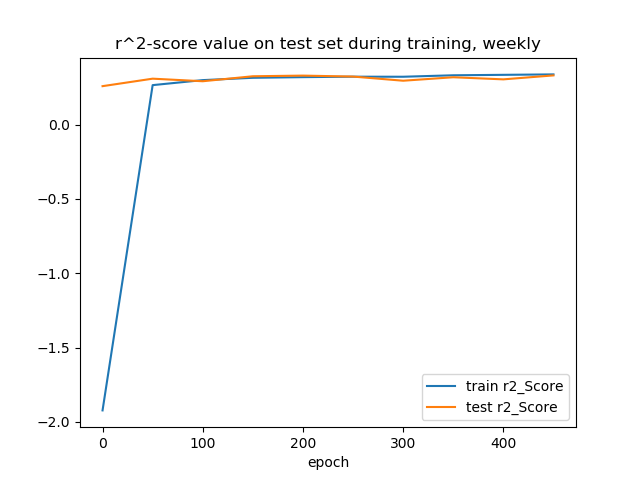 r^2-score value on test set during training, weekly
0.0
−0.5
−1.0
−1.5
−2.0
0 100 200 300 400
epoch
train r2_Score
test r2_Score